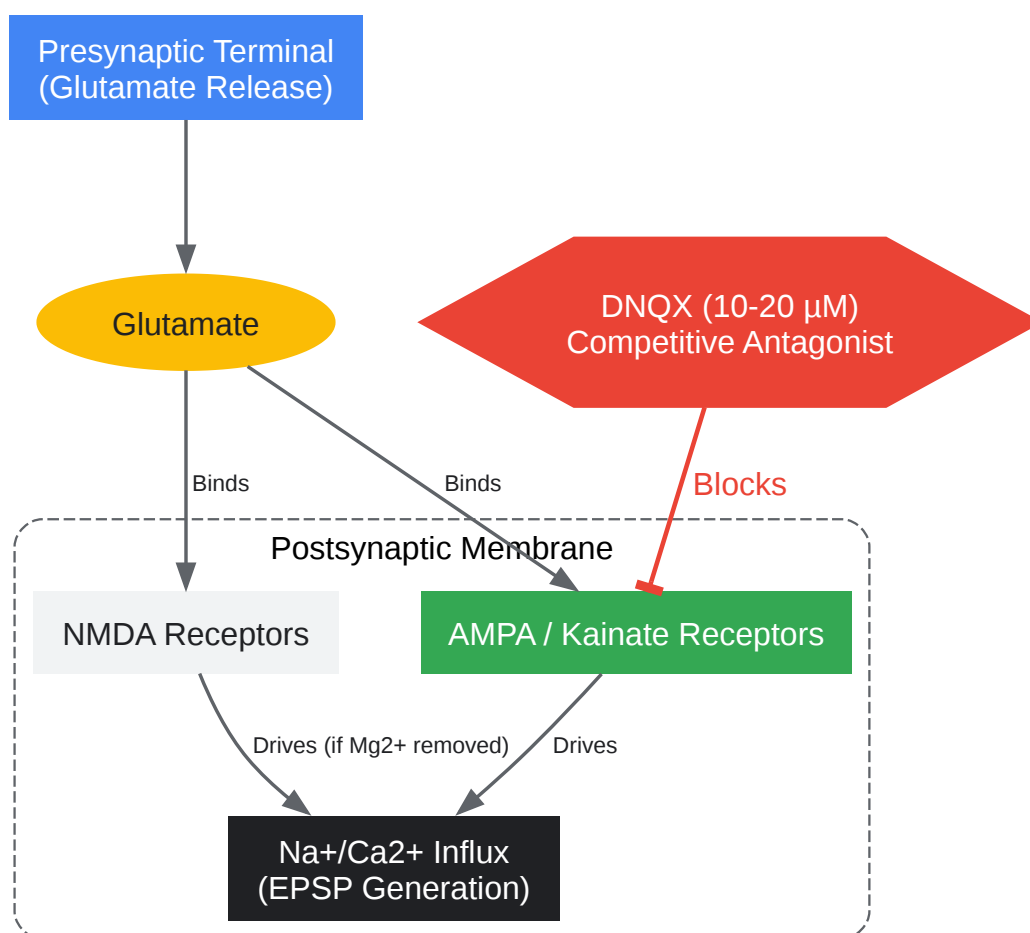 Presynaptic Terminal
(Glutamate Release)
Glutamate
DNQX (10-20 µM)
Competitive Antagonist
Binds
Binds
Blocks
Postsynaptic Membrane
NMDA Receptors
AMPA / Kainate Receptors
Drives (if Mg2+ removed)
Drives
Na+/Ca2+ Influx
(EPSP Generation)